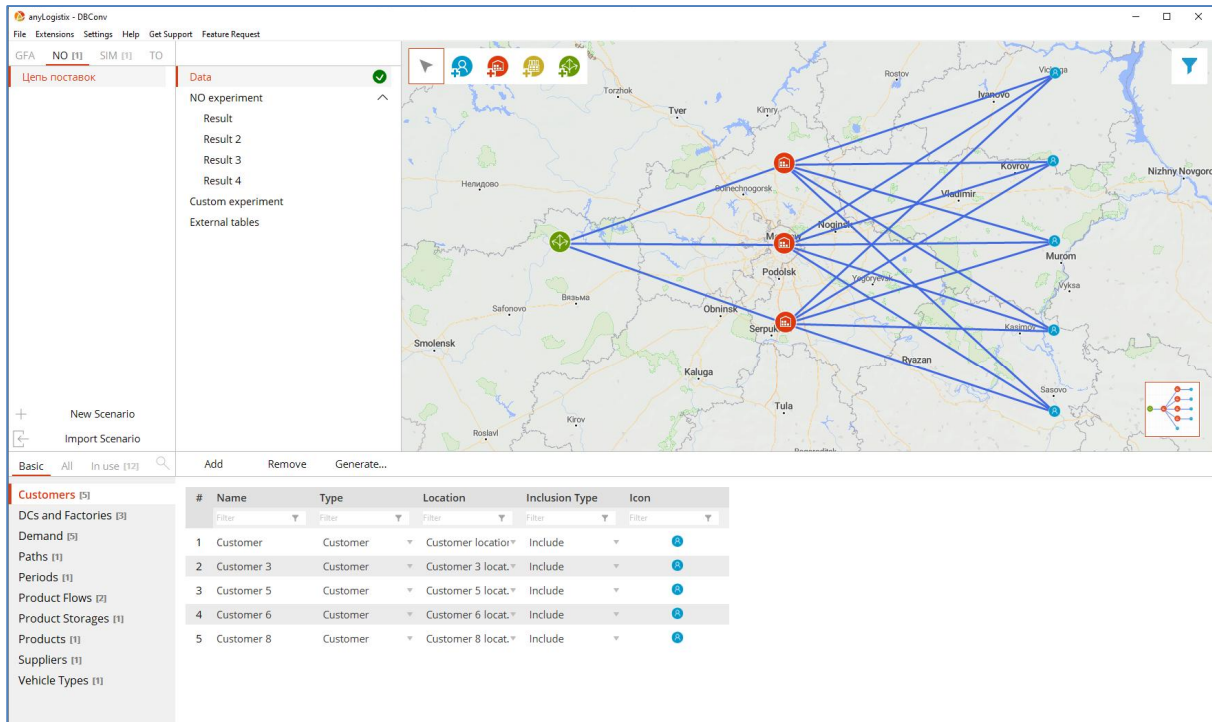 anyLogistix - DBConv
File Extensions Settings Help Get Support Feature Request
GFA NO [1] SIM [1] TO
Цепь поставок
Data
NO experiment
Result
Result 2
Result 3
Result 4
Custom experiment
External tables
New Scenario
Import Scenario
Rostov
Torzhok
Tver
Kimry
Ivanovo
Нелидово
Solnechnogorsk
Kovrov
Nizhny Novgoro
Vladimir
Noginsk
Murom
Podolsk
Yegoryevsk
Vyksa
Вязьма
Safonovo
Obninsk
Serpuk
Kasimov
Smolensk
Ryazan
Kaluga
Sasovo
Tula
Kirov
Roslavl
Basic All In use [12]
Add Remove Generate...
Customers [5]
DCs and Factories [3]
Demand [5]
Paths [1]
Periods [1]
Product Flows [2]
Product Storages [1]
Products [1]
Suppliers [1]
Vehicle Types [1]
# Name Type Location Inclusion Type Icon
Filter Filter Filter Filter Filter
1 Customer Customer Customer location Include
2 Customer 3 Customer Customer 3 locat. Include
3 Customer 5 Customer Customer 5 locat. Include
4 Customer 6 Customer Customer 6 locat. Include
5 Customer 8 Customer Customer 8 locat. Include